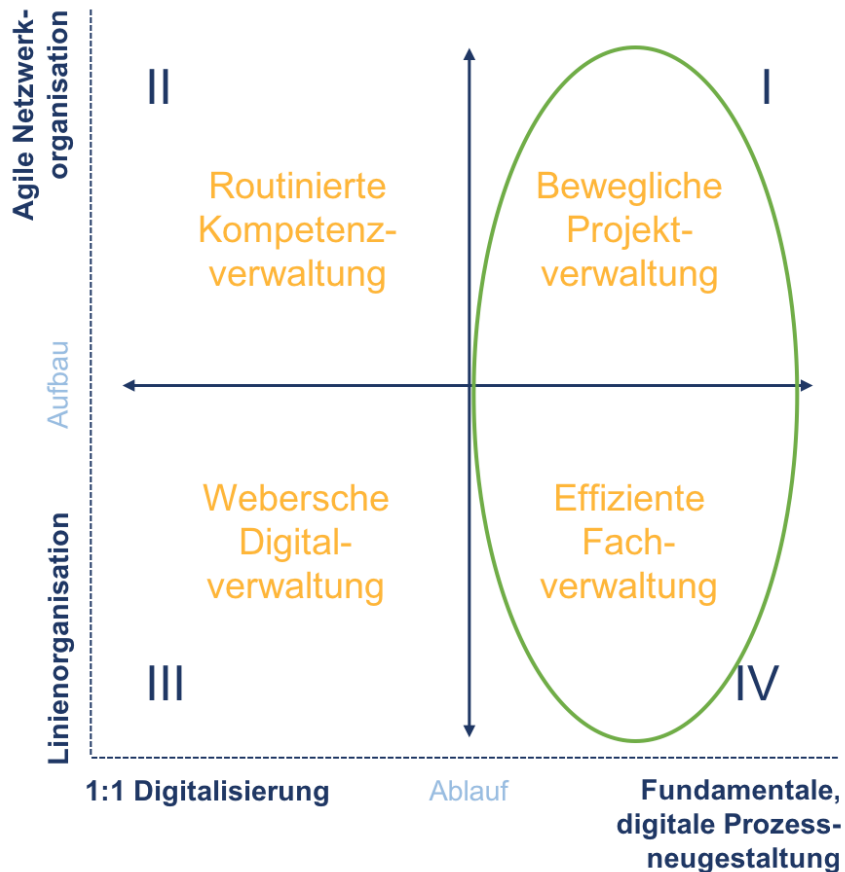 Agile Netzwerk-
organisation
Aufbau
Linienorganisation
II
I
Routinierte
Kompetenz-
verwaltung
Bewegliche
Projekt-
verwaltung
Webersche
Digital-
verwaltung
Effiziente
Fach-
verwaltung
III
IV
1:1 Digitalisierung
Ablauf
Fundamentale,
digitale Prozess-
neugestaltung